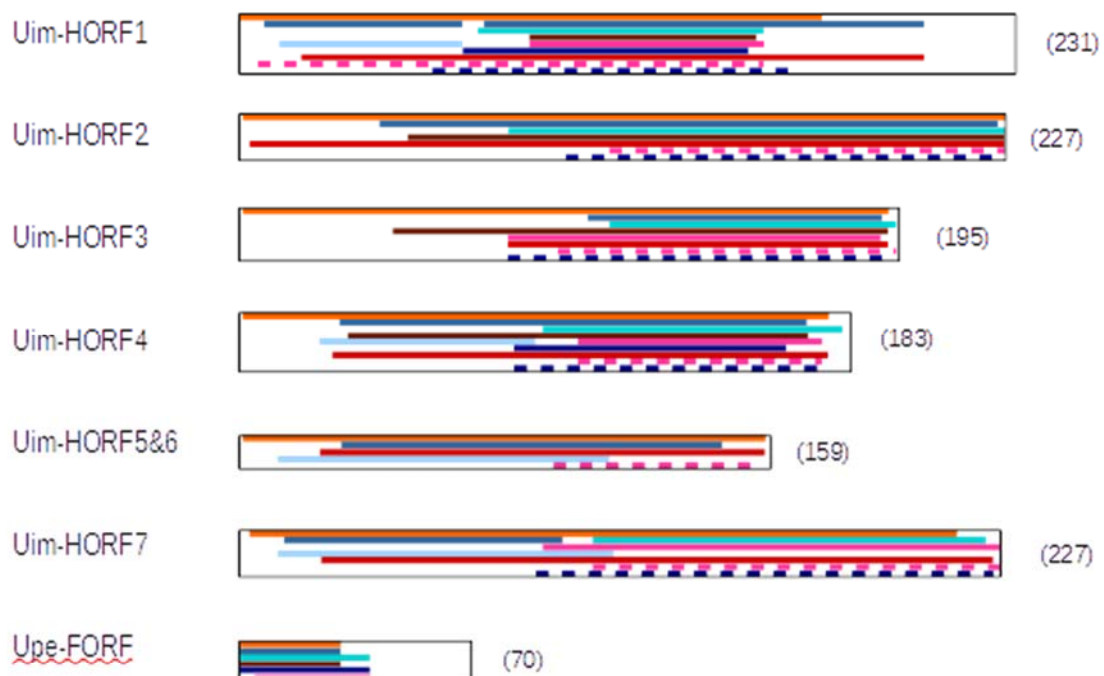 Uim-HORF1 (231)
Uim-HORF2 (227)
Uim-HORF3 (195)
Uim-HORF4 (183)
Uim-HORF5&6 (159)
Uim-HORF7 (227)
Upe-FORF (70)